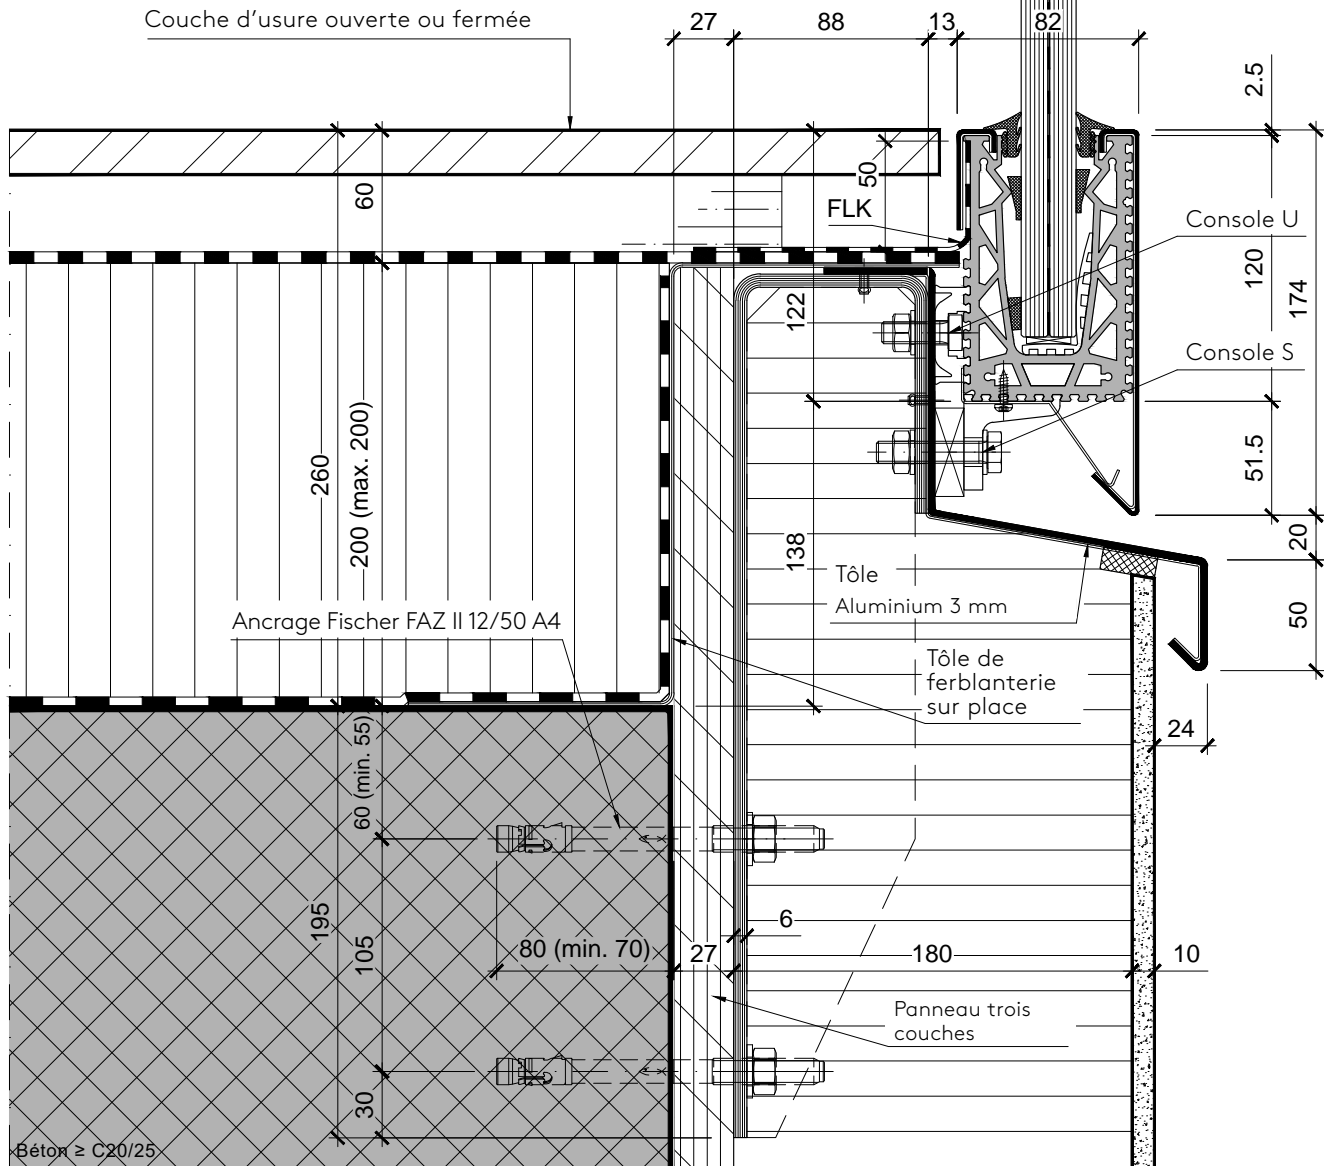 Couche d'usure ouverte ou fermée
27
88
13
82
2.5
60
50
FLK
Console U
120
174
122
Console S
260
200 (max. 200)
51.5
138
20
Tôle
Aluminium 3 mm
Ancrage Fischer FAZ II 12/50 A4
50
Tôle de
ferblanterie
sur place
24
60 (min. 55)
195
105
6
80 (min. 70)
27
180
10
Panneau trois
couches
30
Béton ≥ C20/25